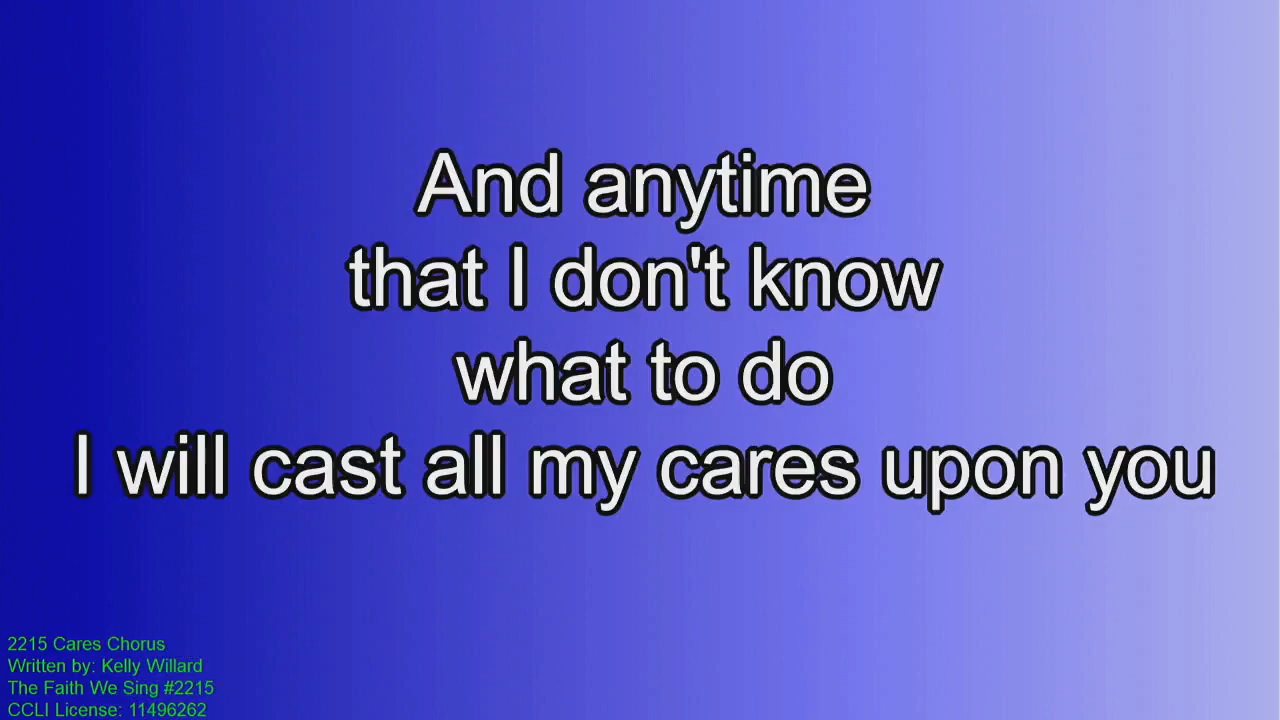 And anytime
that I don't know
what to do
I will cast all my cares upon you
2215 Cares Chorus
Written by: Kelly Willard
The Faith We Sing #2215
CCLI License: 11496262